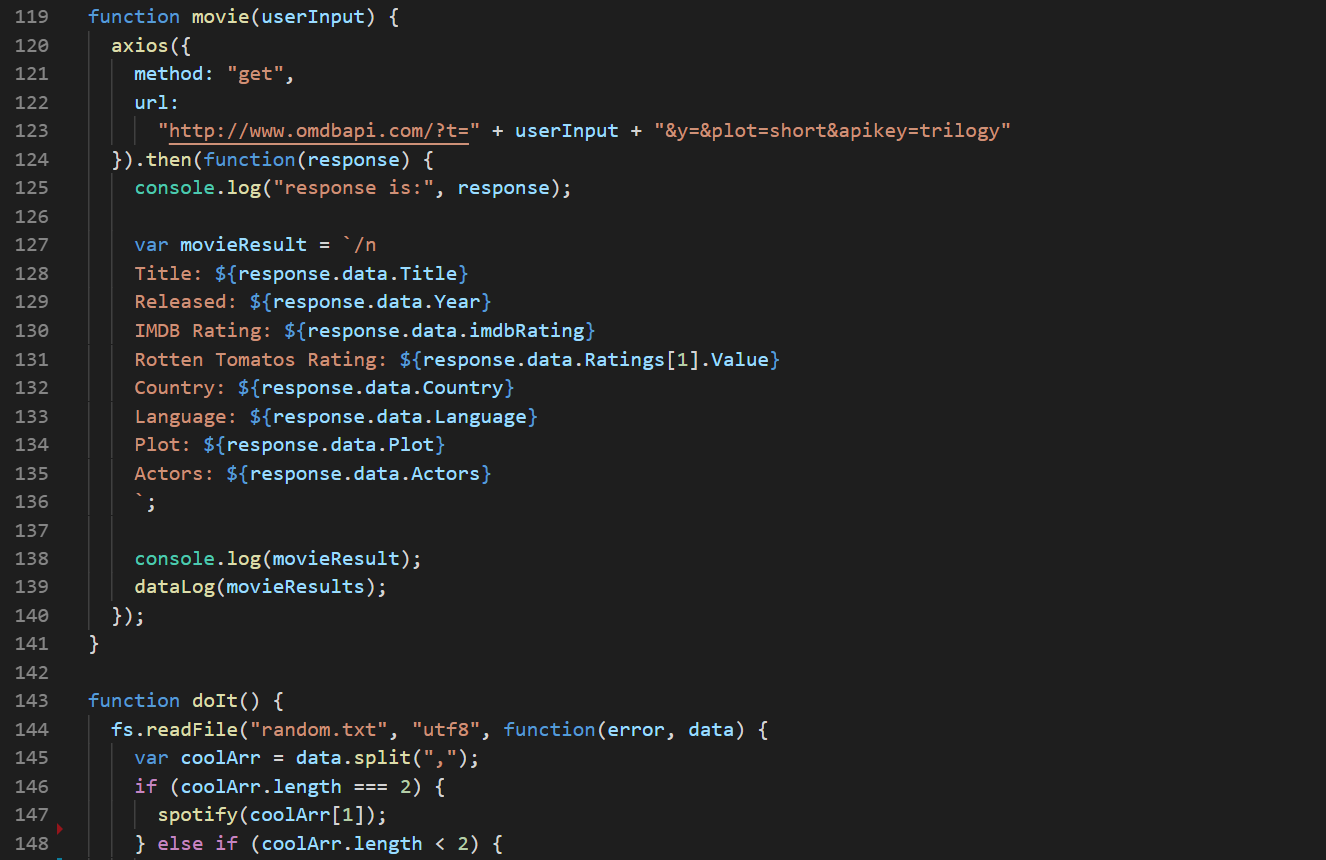 119 function movie(userInput) {
120 axios({
121 method: "get",
122 url:
123 "http://www.omdbapi.com/?t=" + userInput + "&y=&plot=short&apikey=trilogy"
124 }).then(function(response) {
125 console.log("response is:", response);
126
127 var movieResult = `/n
128 Title: ${response.data.Title}
129 Released: ${response.data.Year}
130 IMDB Rating: ${response.data.imdbRating}
131 Rotten Tomatos Rating: ${response.data.Ratings[1].Value}
132 Country: ${response.data.Country}
133 Language: ${response.data.Language}
134 Plot: ${response.data.Plot}
135 Actors: ${response.data.Actors}
136 `;
137
138 console.log(movieResult);
139 dataLog(movieResults);
140 });
141 }
142
143 function doIt() {
144 fs.readFile("random.txt", "utf8", function(error, data) {
145 var coolArr = data.split(",");
146 if (coolArr.length === 2) {
147 spotify(coolArr[1]);
148 } else if (coolArr.length < 2) {